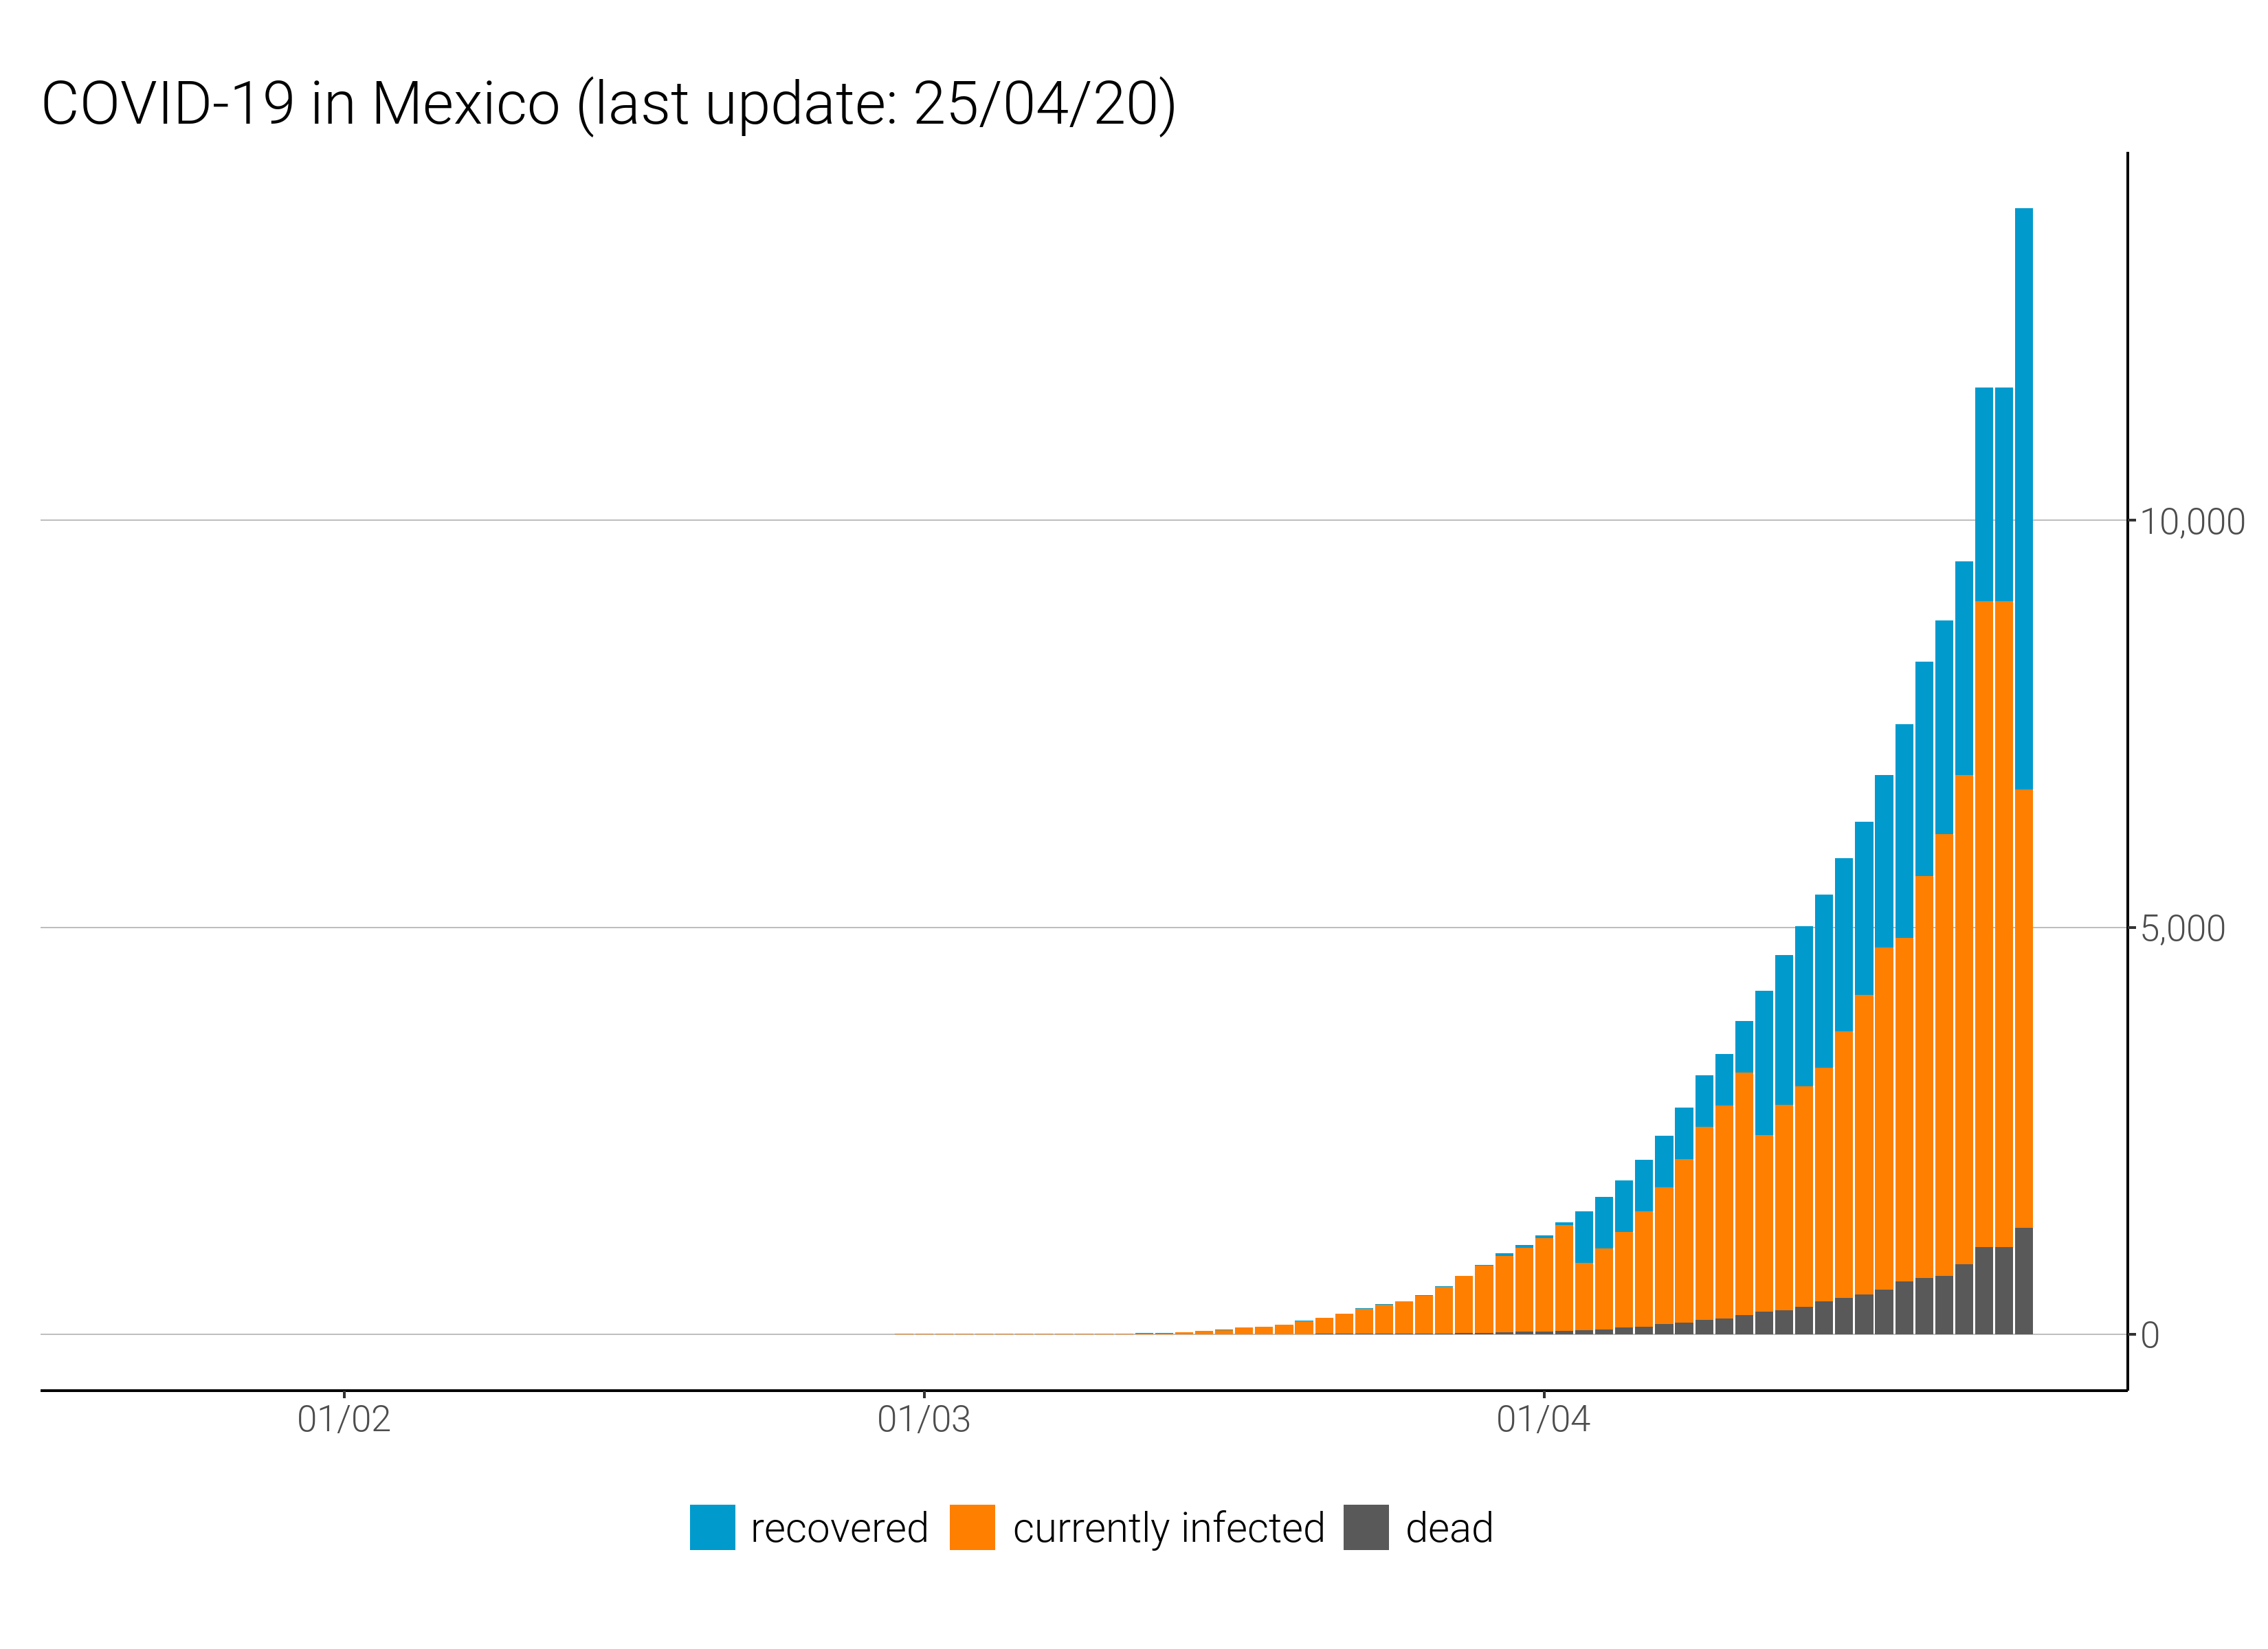 COVID-19 in Mexico (last update: 25/04/20)
10,000
5,000
0
01/02 01/03 01/04
recovered currently infected dead